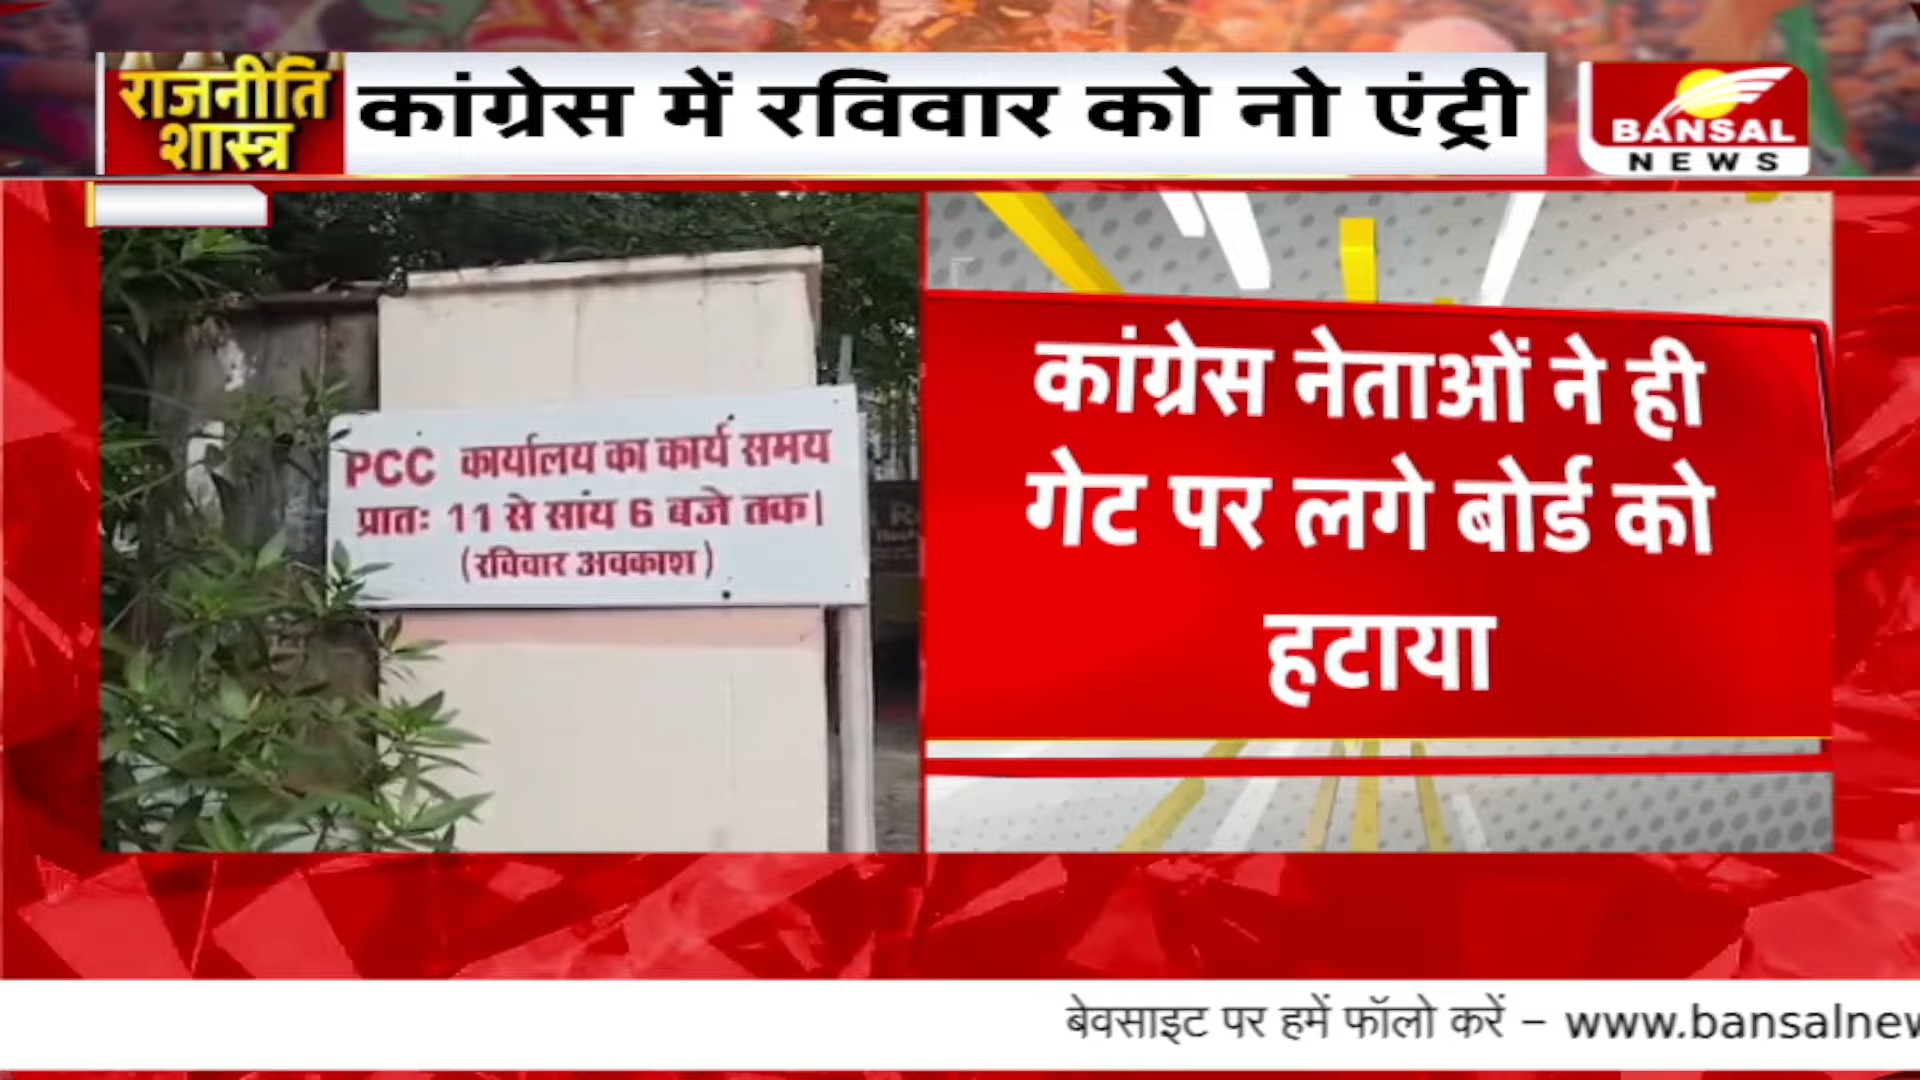 राजनीति
शास्त्र
कांग्रेस में रविवार को नो एंट्री
BANSAL
NEWS
PCC कार्यालय का कार्य समय
प्रातः 11 से सांय 6 बजे तक।
(रविवार अवकाश)
कांग्रेस नेताओं ने ही
गेट पर लगे बोर्ड को
हटाया
बेवसाइट पर हमें फॉलो करें – www.bansalnew